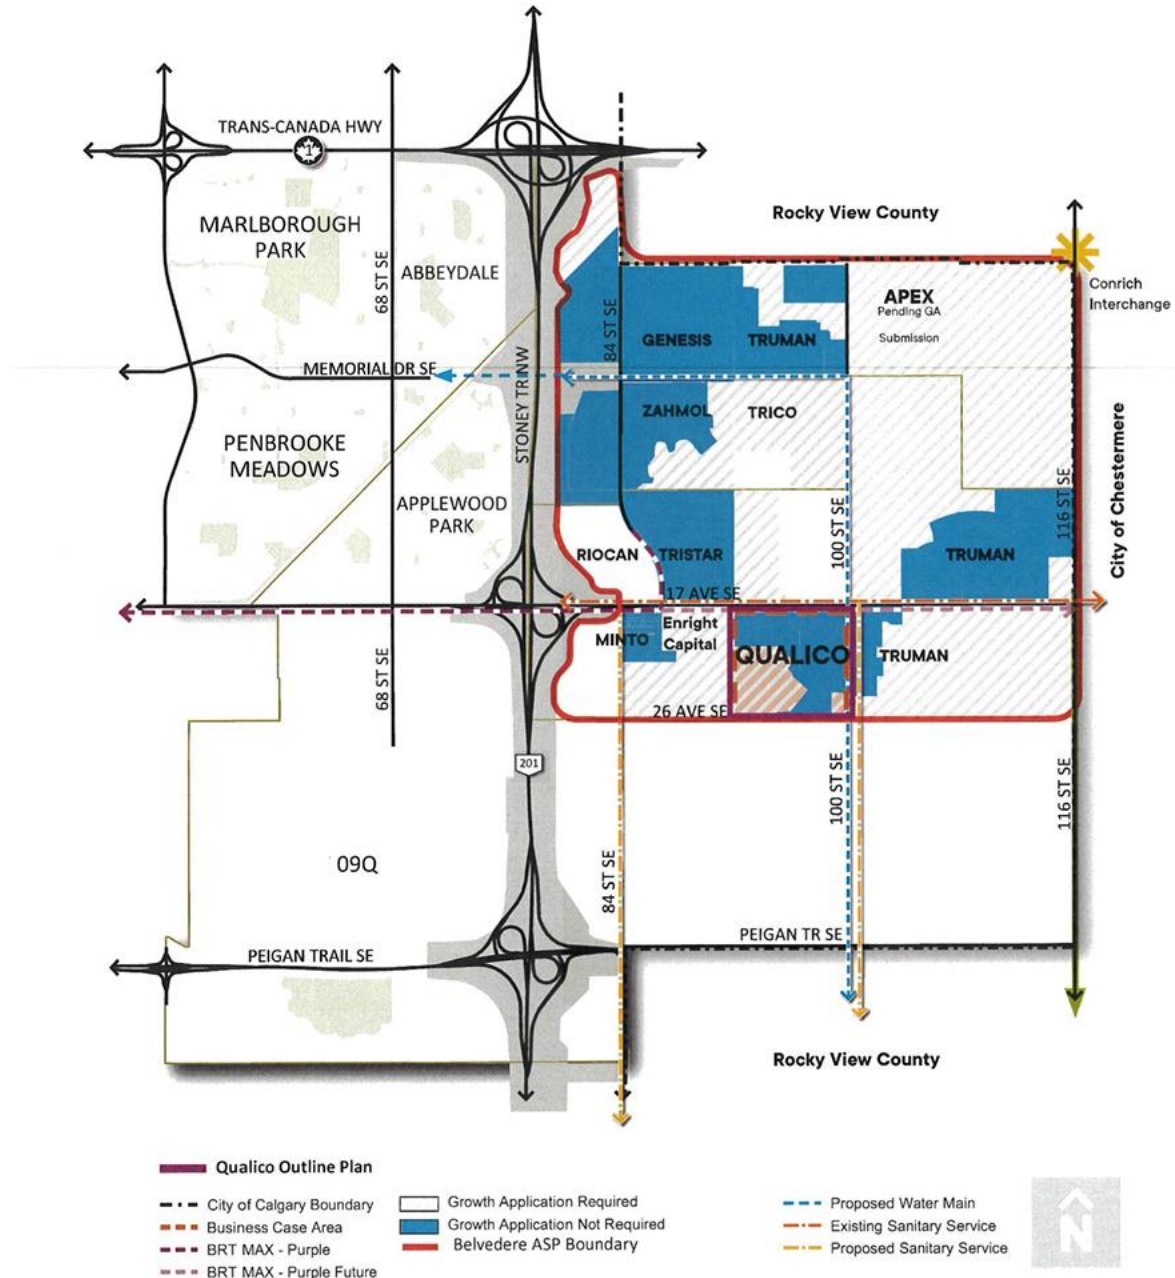 TRANS-CANADA HWY
1
MARLBOROUGH
PARK
68 ST SE
ABBEYDALE
Rocky View County
Conrich
Interchange
84 ST SE
GENESIS
TRUMAN
APEX
Pending GA
Submission
MEMORIAL DR SE
STONEY TR NW
ZAHMOL
TRICO
PENBROOKE
MEADOWS
APPLEWOOD
PARK
City of Chestermere
100 ST SE
116 ST SE
RIOCAN
TRISTAR
TRUMAN
17 AVE SE
MINTO
Enright
Capital
QUALICO
TRUMAN
68 ST SE
26 AVE SE
201
100 ST SE
116 ST SE
09Q
84 ST SE
PEIGAN TR SE
PEIGAN TRAIL SE
Rocky View County
Qualico Outline Plan
City of Calgary Boundary
Business Case Area
BRT MAX - Purple
BRT MAX - Purple Future
Growth Application Required
Growth Application Not Required
Belvedere ASP Boundary
Proposed Water Main
Existing Sanitary Service
Proposed Sanitary Service
N